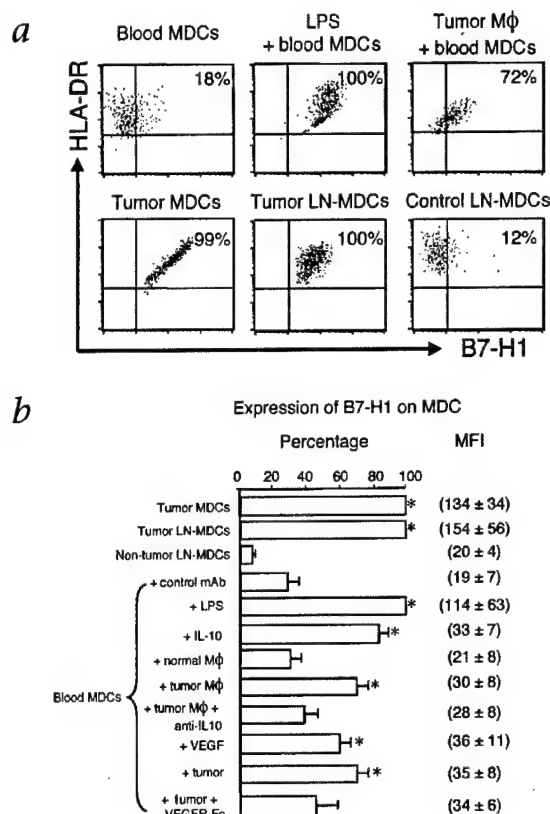 a
Blood MDCs
LPS
+ blood MDCs
Tumor Mϕ
+ blood MDCs
HLA-DR
18%
100%
72%
Tumor MDCs
Tumor LN-MDCs
Control LN-MDCs
99%
100%
12%
B7-H1
b
Expression of B7-H1 on MDC
Percentage
MFI
0 20 40 60 80 100
Tumor MDCs * (134 ± 34)
Tumor LN-MDCs * (154 ± 56)
Non-tumor LN-MDCs (20 ± 4)
Blood MDCs
+ control mAb (19 ± 7)
+ LPS * (114 ± 63)
+ IL-10 * (33 ± 7)
+ normal Mϕ (21 ± 8)
+ tumor Mϕ * (30 ± 8)
+ tumor Mϕ +
anti-IL10 (28 ± 8)
+ VEGF * (36 ± 11)
+ tumor * (35 ± 8)
+ tumor + (34 ± 6)